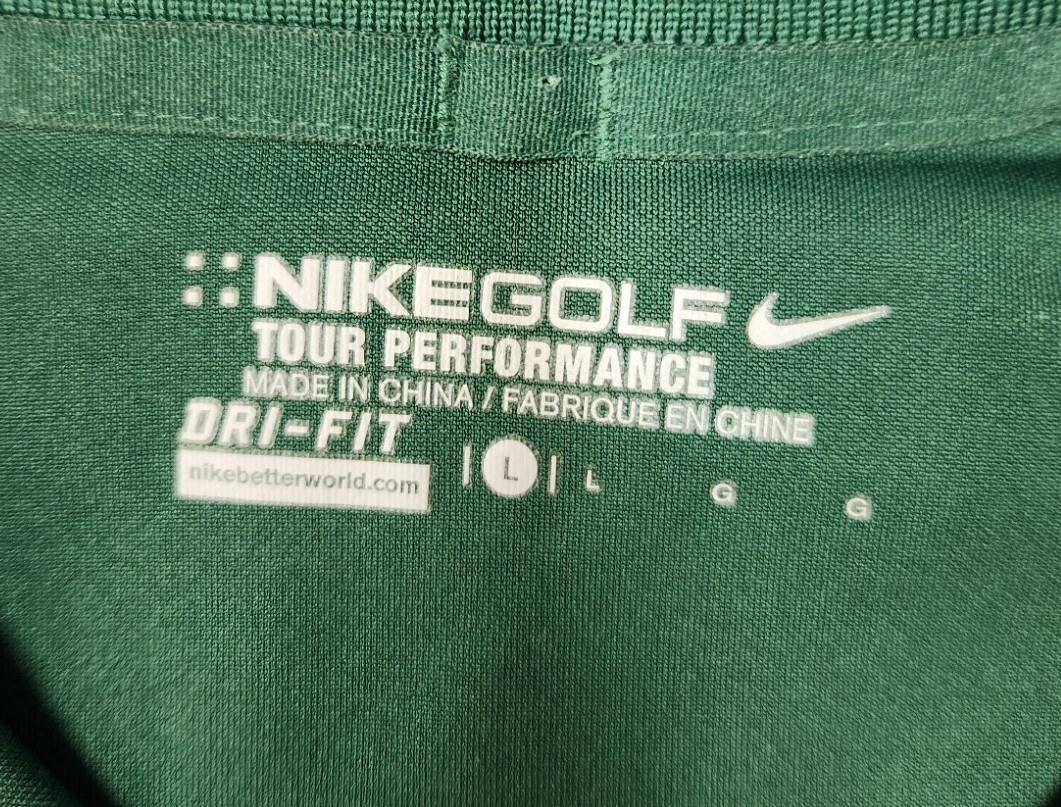 NIKEGOLF
TOUR PERFORMANCE
MADE IN CHINA / FABRIQUE EN CHINE
DRI-FIT
nikebetterworld.com
| L | L G G